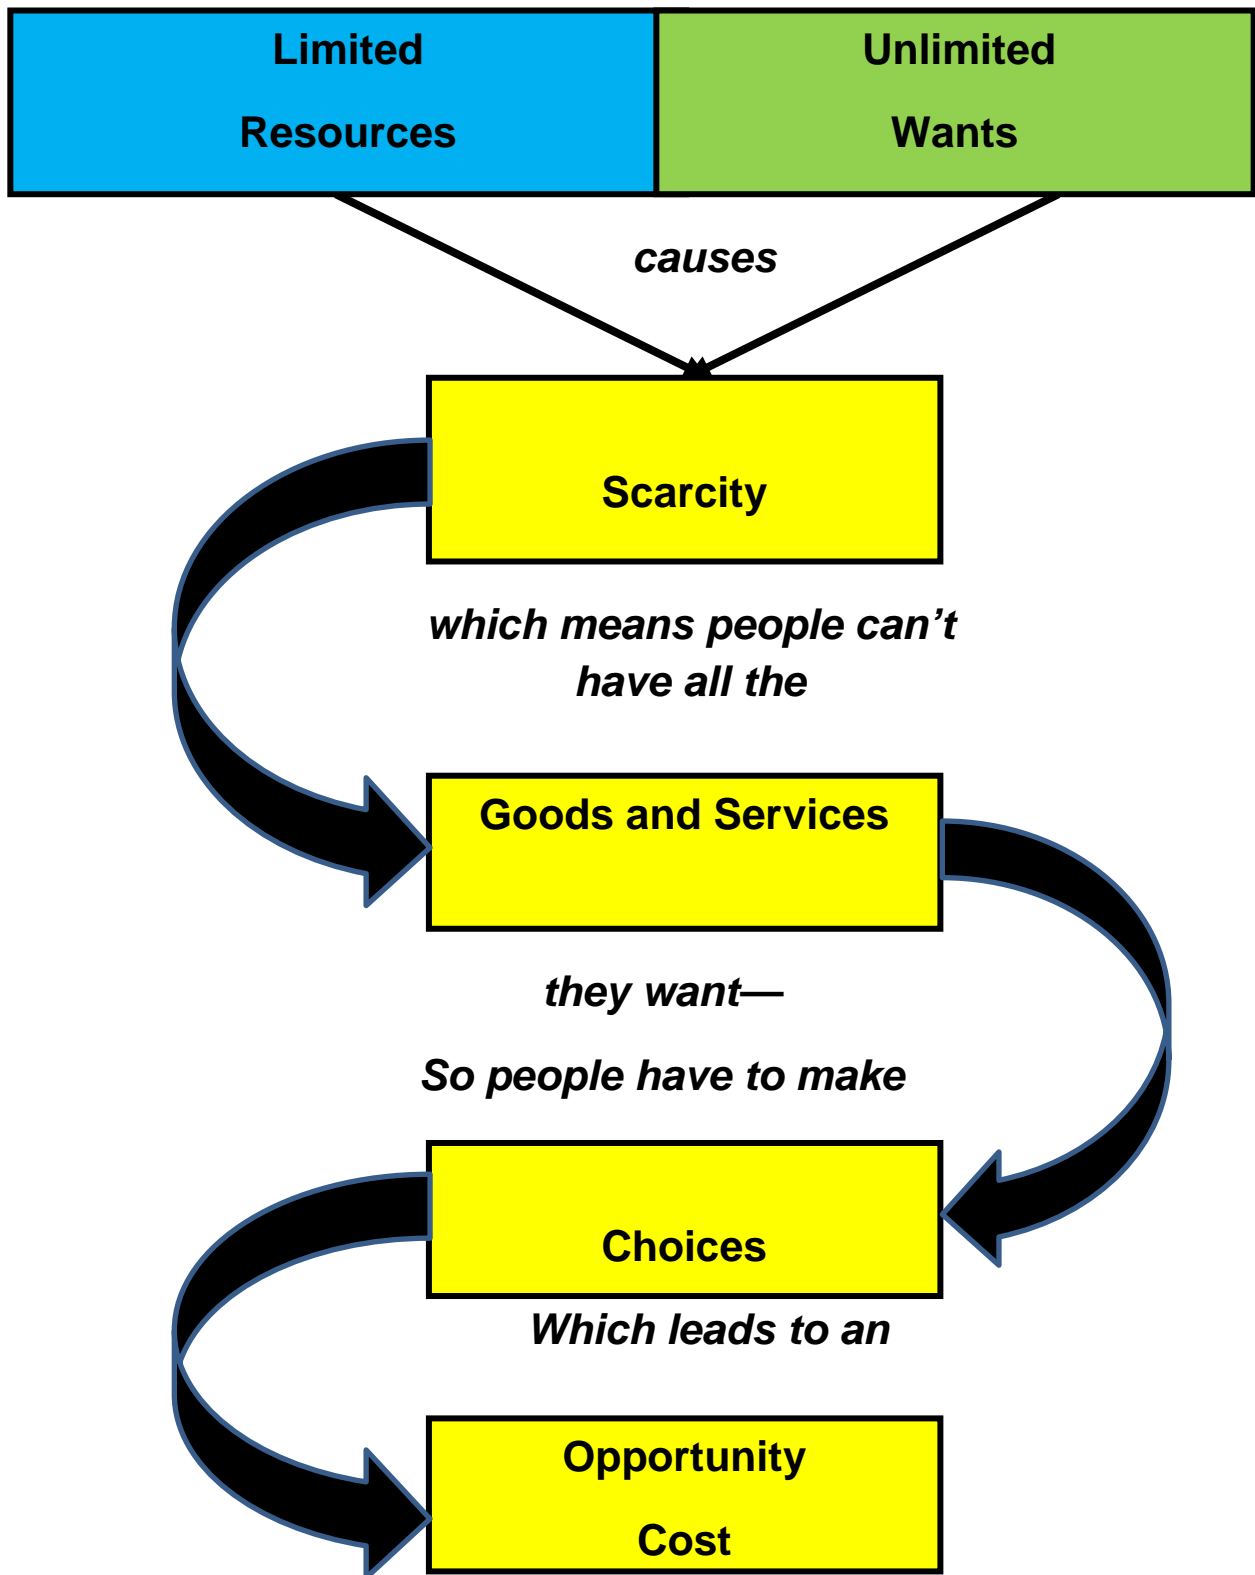 Limited
Resources
Unlimited
Wants
causes
Scarcity
which means people can’t
have all the
Goods and Services
they want—
So people have to make
Choices
Which leads to an
Opportunity
Cost